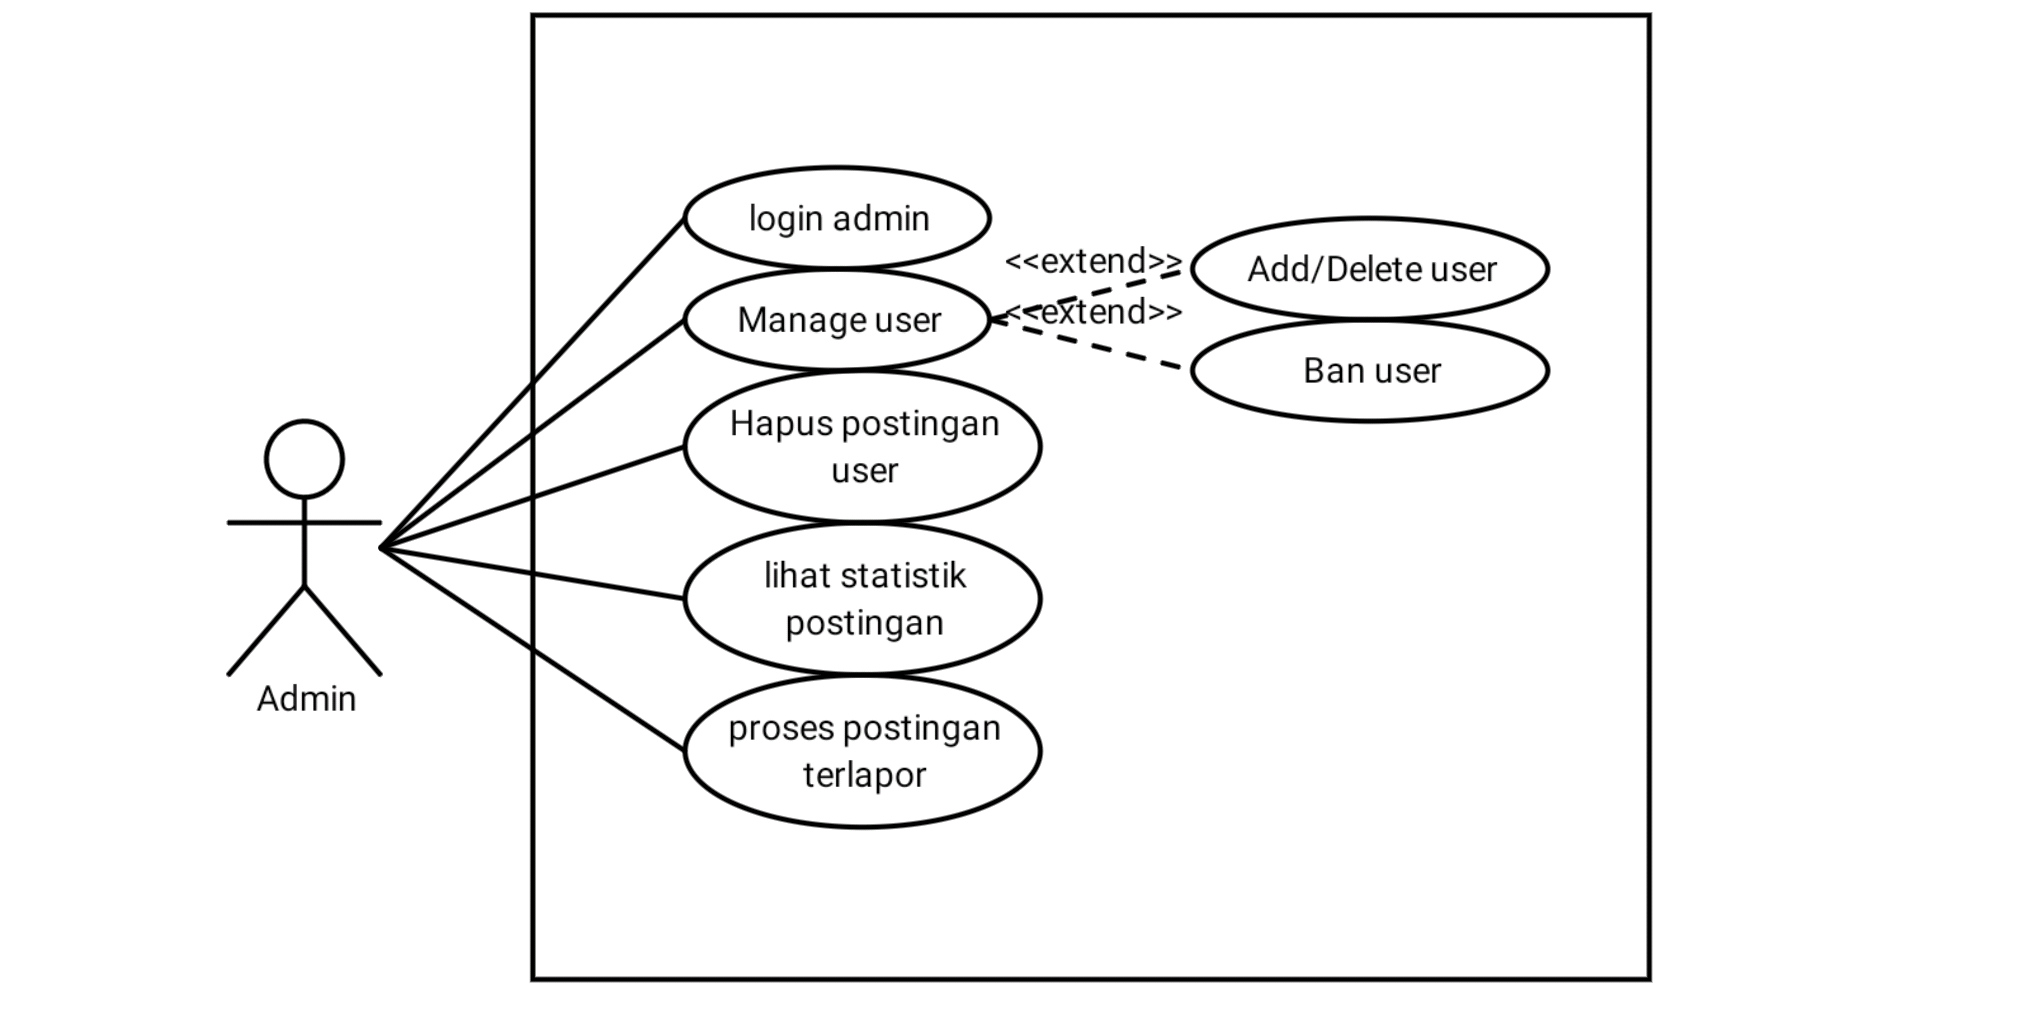 login admin
<<extend>>
Add/Delete user
Manage user
<<extend>>
Ban user
Hapus postingan
user
lihat statistik
postingan
Admin
proses postingan
terlapor